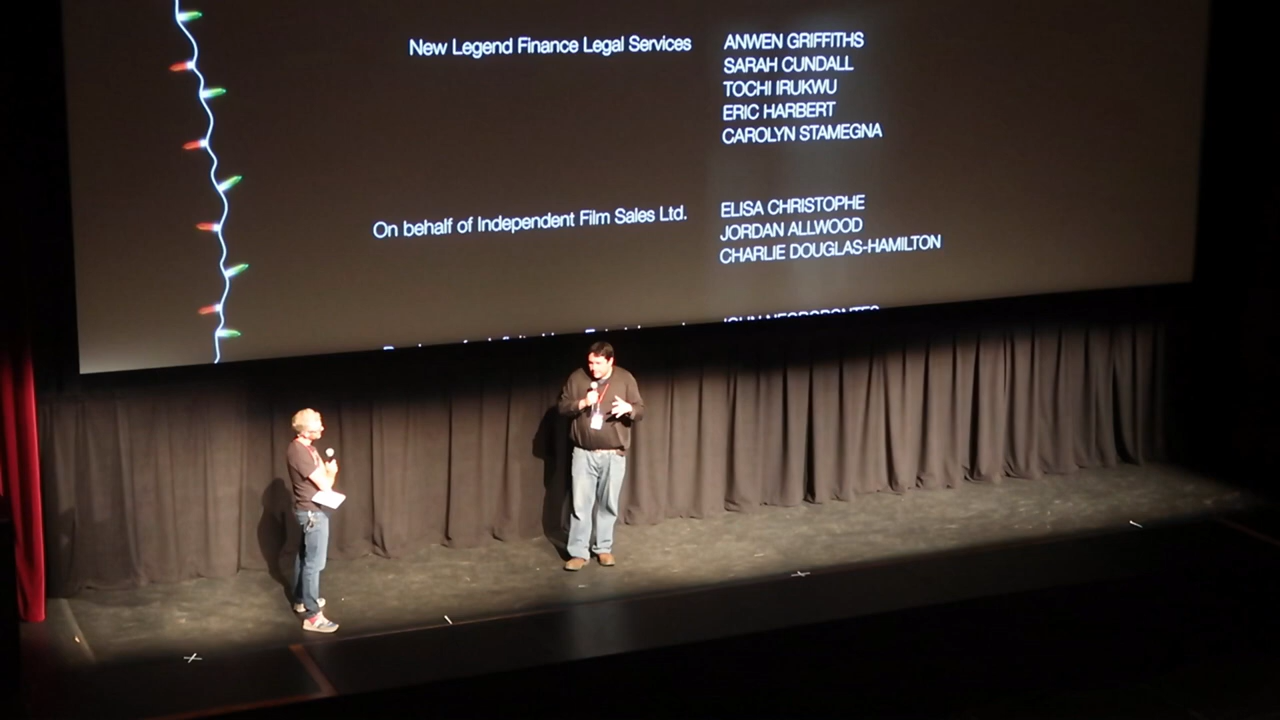 New Legend Finance Legal Services
ANWEN GRIFFITHS
SARAH CUNDALL
TOCHI IRUKWU
ERIC HARBERT
CAROLYN STAMEGNA
On behalf of Independent Film Sales Ltd.
ELISA CHRISTOPHE
JORDAN ALLWOOD
CHARLIE DOUGLAS-HAMILTON